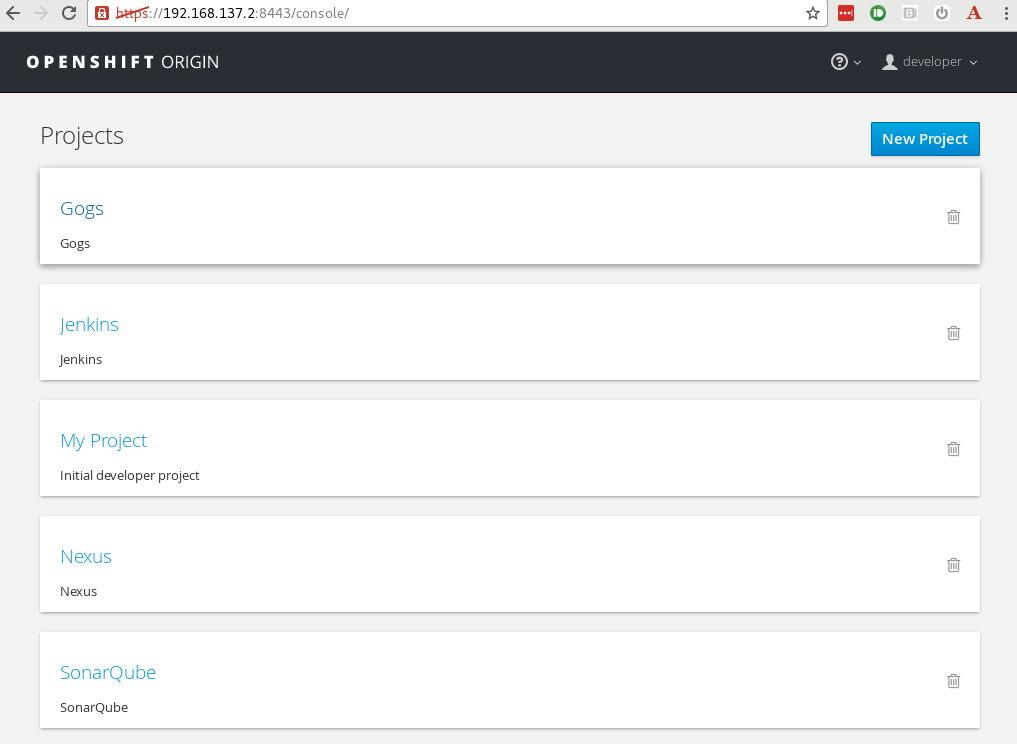 https://192.168.137.2:8443/console/
OPENSHIFT ORIGIN
developer
Projects
New Project
Gogs
Gogs
Jenkins
Jenkins
My Project
Initial developer project
Nexus
Nexus
SonarQube
SonarQube